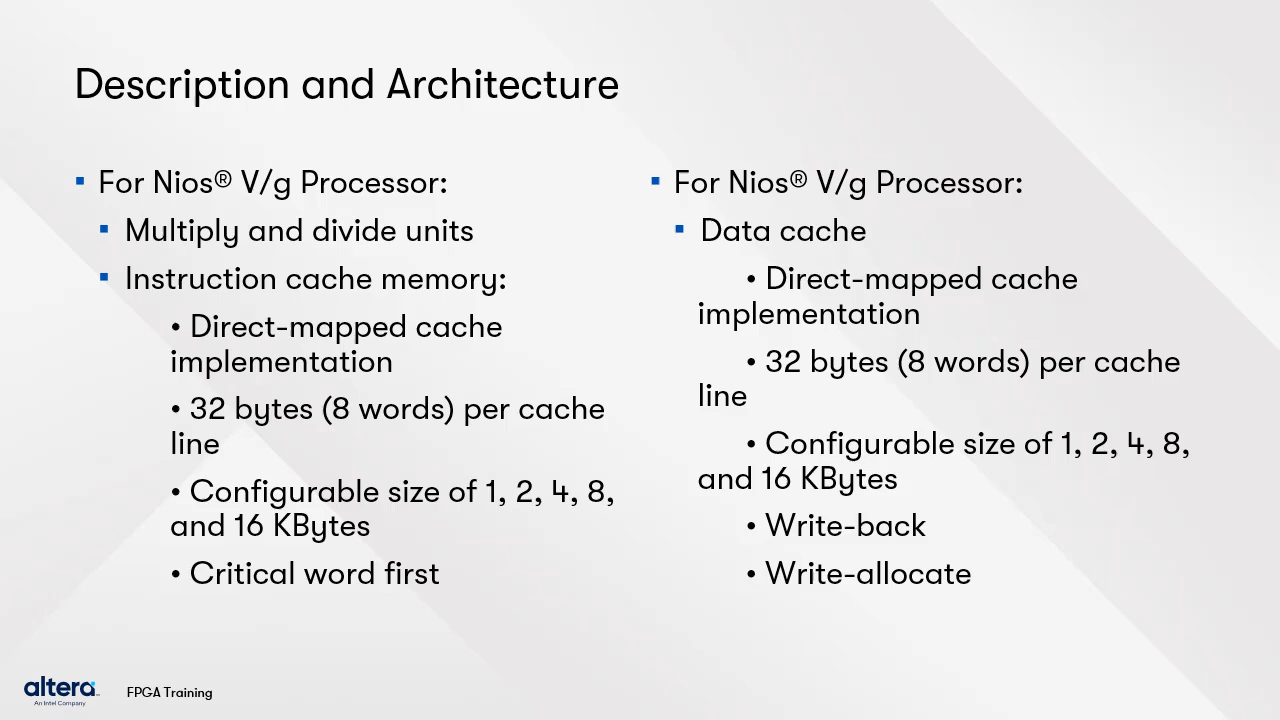 Description and Architecture
▪ For Nios® V/g Processor:
▪ Multiply and divide units
▪ Instruction cache memory:
• Direct-mapped cache
implementation
• 32 bytes (8 words) per cache
line
• Configurable size of 1, 2, 4, 8,
and 16 KBytes
• Critical word first
▪ For Nios® V/g Processor:
▪ Data cache
• Direct-mapped cache
implementation
• 32 bytes (8 words) per cache
line
• Configurable size of 1, 2, 4, 8,
and 16 KBytes
• Write-back
• Write-allocate
altera
An Intel Company
FPGA Training